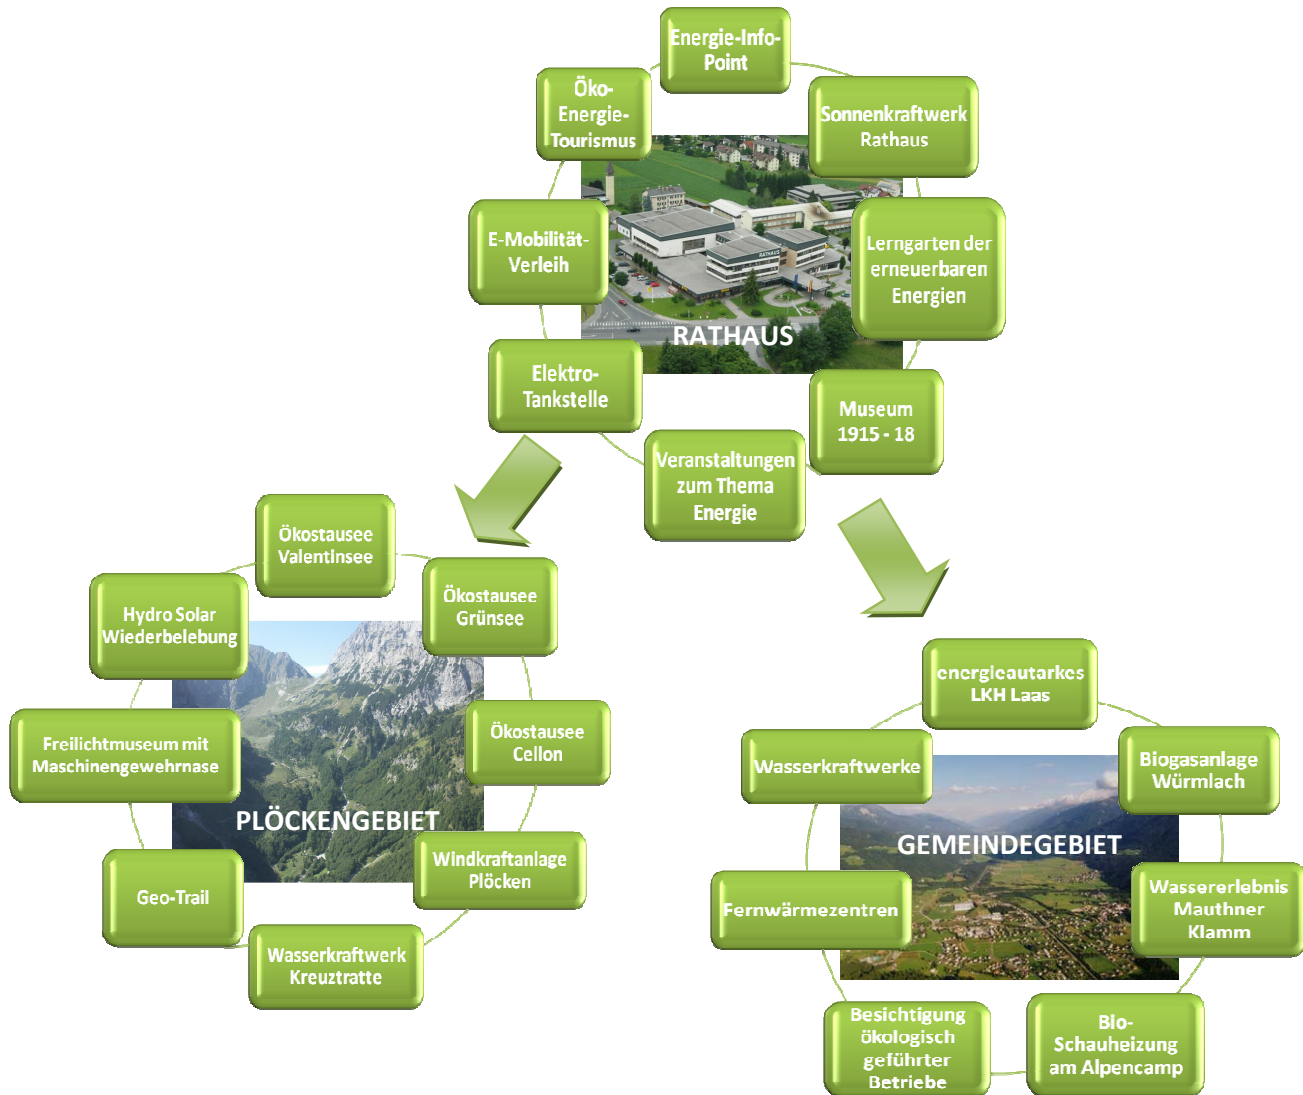 Energie-Info-
Point
Öko-
Energie-
Tourismus
Sonnenkraftwerk
Rathaus
E-Mobilität-
Verleih
Lerngarten der
erneuerbaren
Energien
RATHAUS
RATHAUS
Elektro-
Tankstelle
Museum
1915 - 18
Veranstaltungen
zum Thema
Energie
Ökostausee
Valentinsee
Ökostausee
Grünsee
Hydro Solar
Wiederbelebung
Ökostausee
Cellon
Freilichtmuseum mit
Maschinengewehrnase
PLÖCKENGEBIET
Windkraftanlage
Plöcken
Geo-Trail
Wasserkraftwerk
Kreuztratte
energieautarkes
LKH Laas
Wasserkraftwerke
Biogasanlage
Würmlach
GEMEINDEGEBIET
Fernwärmezentren
Wassererlebnis
Mauthner
Klamm
Besichtigung
ökologisch
geführter
Betriebe
Bio-
Schauheizung
am Alpencamp